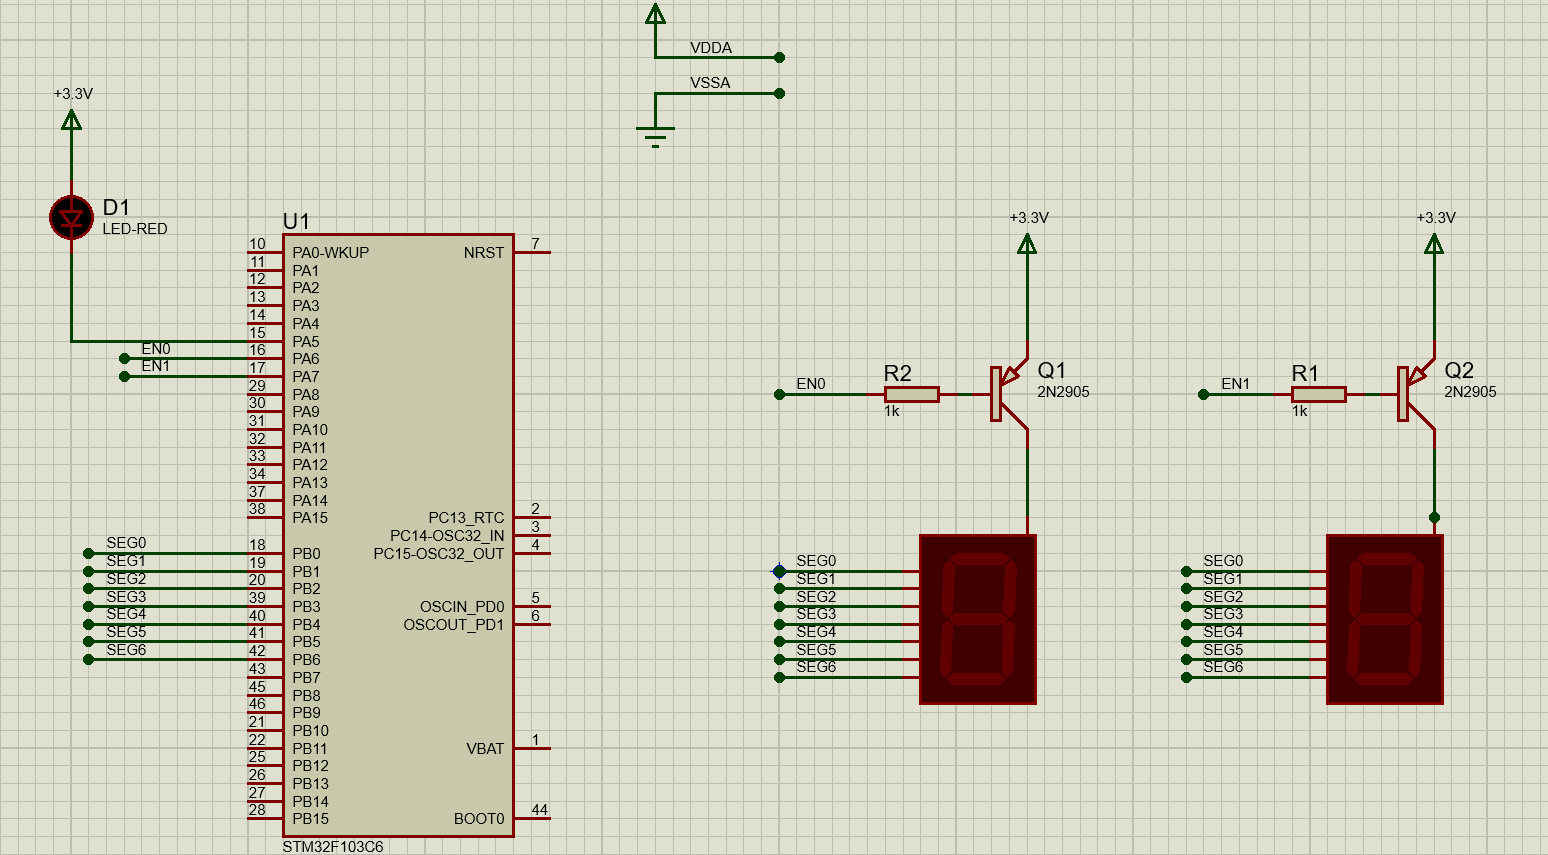 VDDA
VSSA
+3.3V
D1
LED-RED
U1
10 PA0-WKUP
11 PA1
12 PA2
13 PA3
14 PA4
15 PA5
EN0 16 PA6
EN1 17 PA7
29 PA8
30 PA9
31 PA10
32 PA11
33 PA12
34 PA13
37 PA14
38 PA15
SEG0 18 PB0
SEG1 19 PB1
SEG2 20 PB2
SEG3 39 PB3
SEG4 40 PB4
SEG5 41 PB5
SEG6 42 PB6
43 PB7
45 PB8
46 PB9
21 PB10
22 PB11
25 PB12
26 PB13
27 PB14
28 PB15
NRST 7
PC13_RTC 2
PC14-OSC32_IN 3
PC15-OSC32_OUT 4
OSCIN_PD0 5
OSCOUT_PD1 6
VBAT 1
BOOT0 44
STM32F103C6
+3.3V
EN0
R2
1k
Q1
2N2905
SEG0
SEG1
SEG2
SEG3
SEG4
SEG5
SEG6
+3.3V
EN1
R1
1k
Q2
2N2905
SEG0
SEG1
SEG2
SEG3
SEG4
SEG5
SEG6